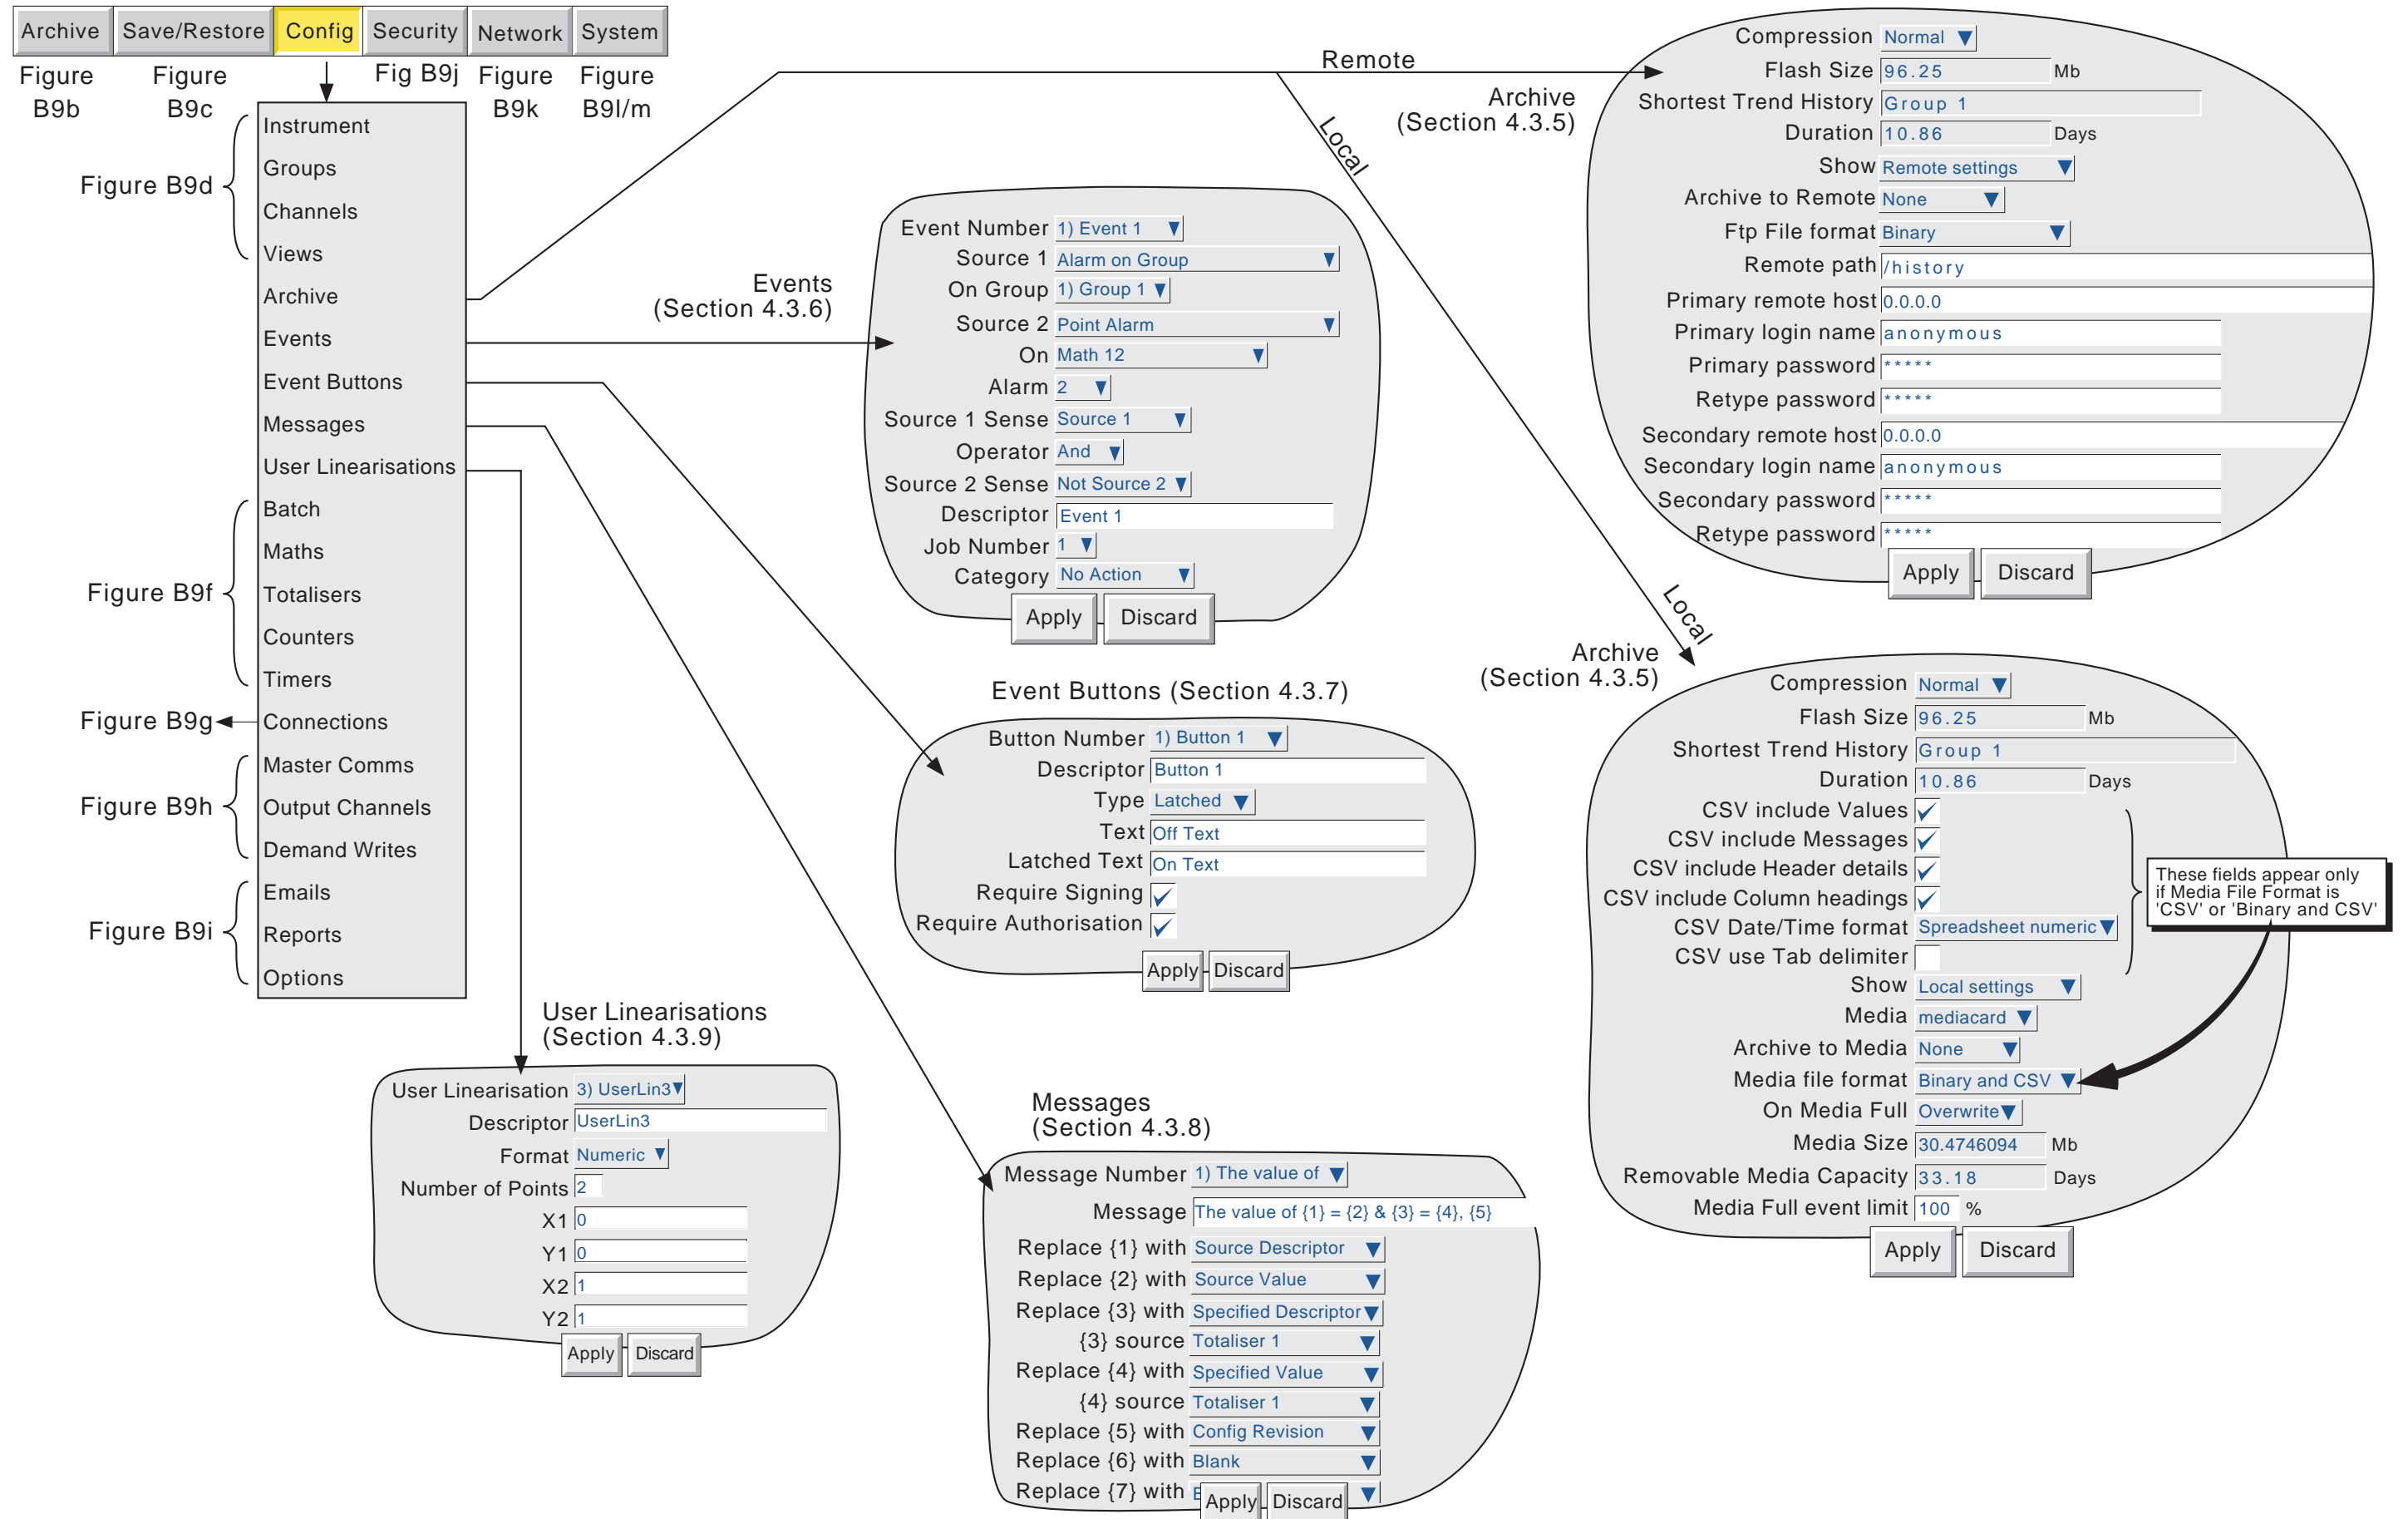 Archive Save/Restore Config Security Network System
Figure B9b
Figure B9c
Fig B9j
Figure B9k
Figure B9l/m
Instrument
Groups
Channels
Views
Archive
Events
Event Buttons
Messages
User Linearisations
Batch
Maths
Totalisers
Counters
Timers
Connections
Master Comms
Output Channels
Demand Writes
Emails
Reports
Options
Figure B9d
Figure B9f
Figure B9g
Figure B9h
Figure B9i
Remote
Local
Local
Archive
(Section 4.3.5)
Compression Normal
Flash Size 96.25 Mb
Shortest Trend History Group 1
Duration 10.86 Days
Show Remote settings
Archive to Remote None
Ftp File format Binary
Remote path /history
Primary remote host 0.0.0.0
Primary login name anonymous
Primary password *****
Retype password *****
Secondary remote host 0.0.0.0
Secondary login name anonymous
Secondary password *****
Retype password *****
Apply Discard
Events
(Section 4.3.6)
Event Number 1) Event 1
Source 1 Alarm on Group
On Group 1) Group 1
Source 2 Point Alarm
On Math 12
Alarm 2
Source 1 Sense Source 1
Operator And
Source 2 Sense Not Source 2
Descriptor Event 1
Job Number 1
Category No Action
Apply Discard
Event Buttons (Section 4.3.7)
Button Number 1) Button 1
Descriptor Button 1
Type Latched
Text Off Text
Latched Text On Text
Require Signing
Require Authorisation
Apply Discard
Archive
(Section 4.3.5)
Compression Normal
Flash Size 96.25 Mb
Shortest Trend History Group 1
Duration 10.86 Days
CSV include Values
CSV include Messages
CSV include Header details
CSV include Column headings
CSV Date/Time format Spreadsheet numeric
CSV use Tab delimiter
Show Local settings
Media mediacard
Archive to Media None
Media file format Binary and CSV
On Media Full Overwrite
Media Size 30.4746094 Mb
Removable Media Capacity 33.18 Days
Media Full event limit 100 %
Apply Discard
These fields appear only
if Media File Format is
'CSV' or 'Binary and CSV'
User Linearisations
(Section 4.3.9)
User Linearisation 3) UserLin3
Descriptor UserLin3
Format Numeric
Number of Points 2
X1 0
Y1 0
X2 1
Y2 1
Apply Discard
Messages
(Section 4.3.8)
Message Number 1) The value of
Message The value of {1} = {2} & {3} = {4}, {5}
Replace {1} with Source Descriptor
Replace {2} with Source Value
Replace {3} with Specified Descriptor
{3} source Totaliser 1
Replace {4} with Specified Value
{4} source Totaliser 1
Replace {5} with Config Revision
Replace {6} with Blank
Replace {7} with
Apply Discard